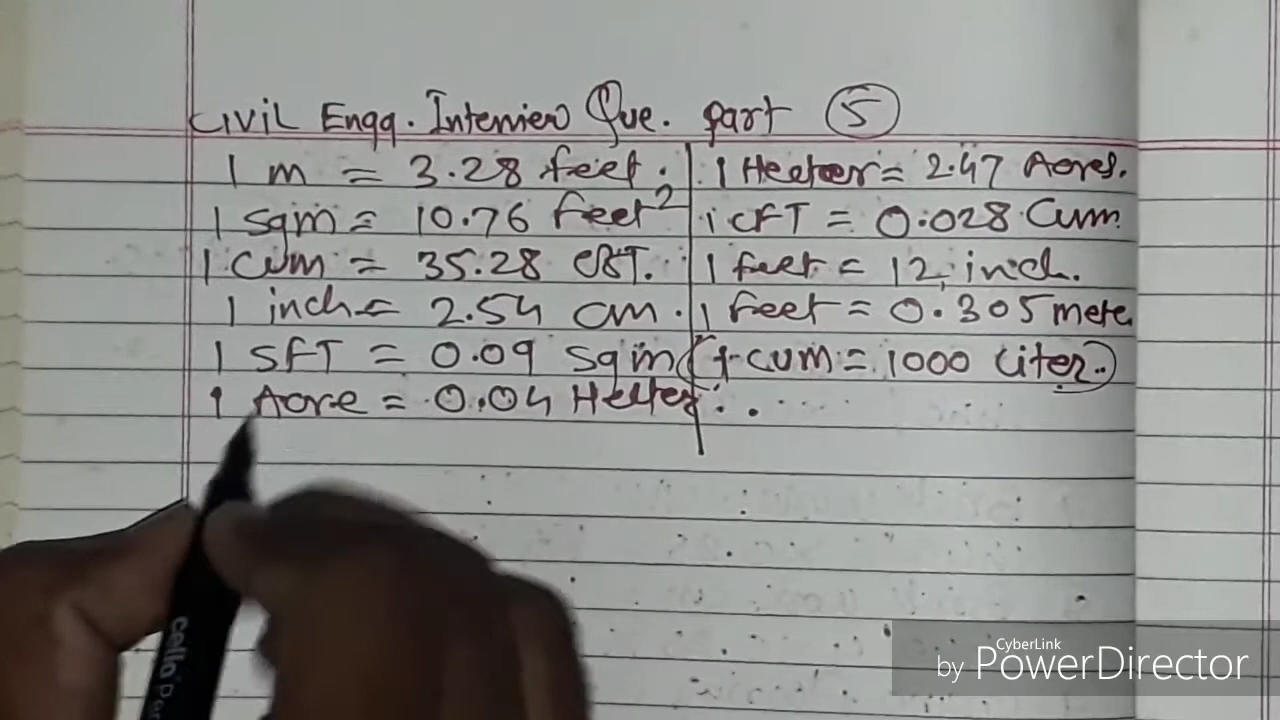 Civil Engg. Interview Que. part 5
1 m = 3.28 feet.
1 sqm = 10.76 feet²
1 cum = 35.28 CFT.
1 inch = 2.54 cm.
1 SFT = 0.09 sqm
1 Acre = 0.04 Hecter.
1 Hecter = 2.47 Acres.
1 CFT = 0.028 Cum
1 feet = 12 inch.
1 feet = 0.305 mete
1 cum = 1000 Liter.
cello
CyberLink
by PowerDirector